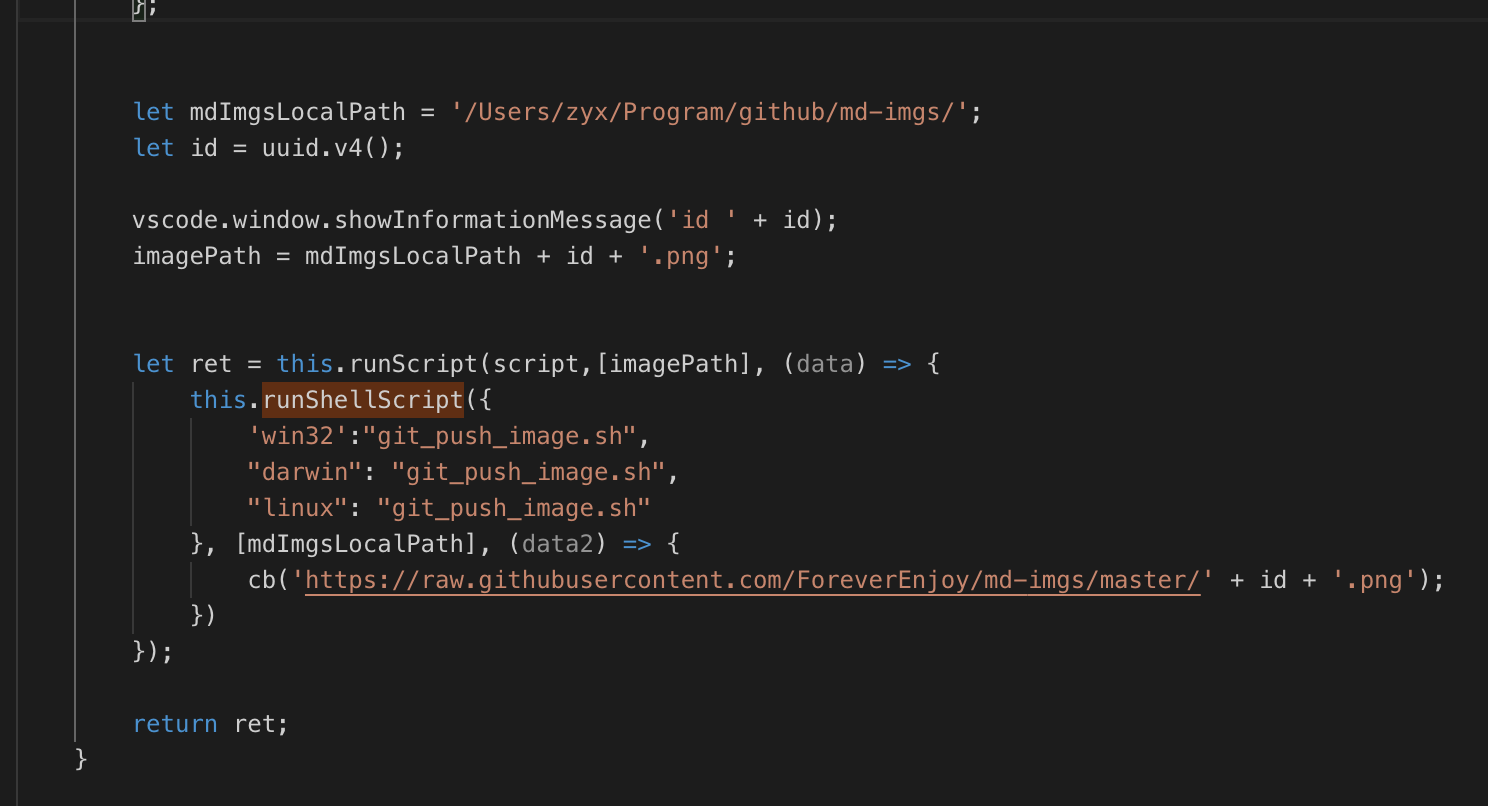 };
let mdImgsLocalPath = '/Users/zyx/Program/github/md-imgs/';
let id = uuid.v4();
vscode.window.showInformationMessage('id ' + id);
imagePath = mdImgsLocalPath + id + '.png';
let ret = this.runScript(script,[imagePath], (data) => {
this.runShellScript({
'win32':"git_push_image.sh",
"darwin": "git_push_image.sh",
"linux": "git_push_image.sh"
}, [mdImgsLocalPath], (data2) => {
cb('https://raw.githubusercontent.com/ForeverEnjoy/md-imgs/master/' + id + '.png');
})
});
return ret;
}